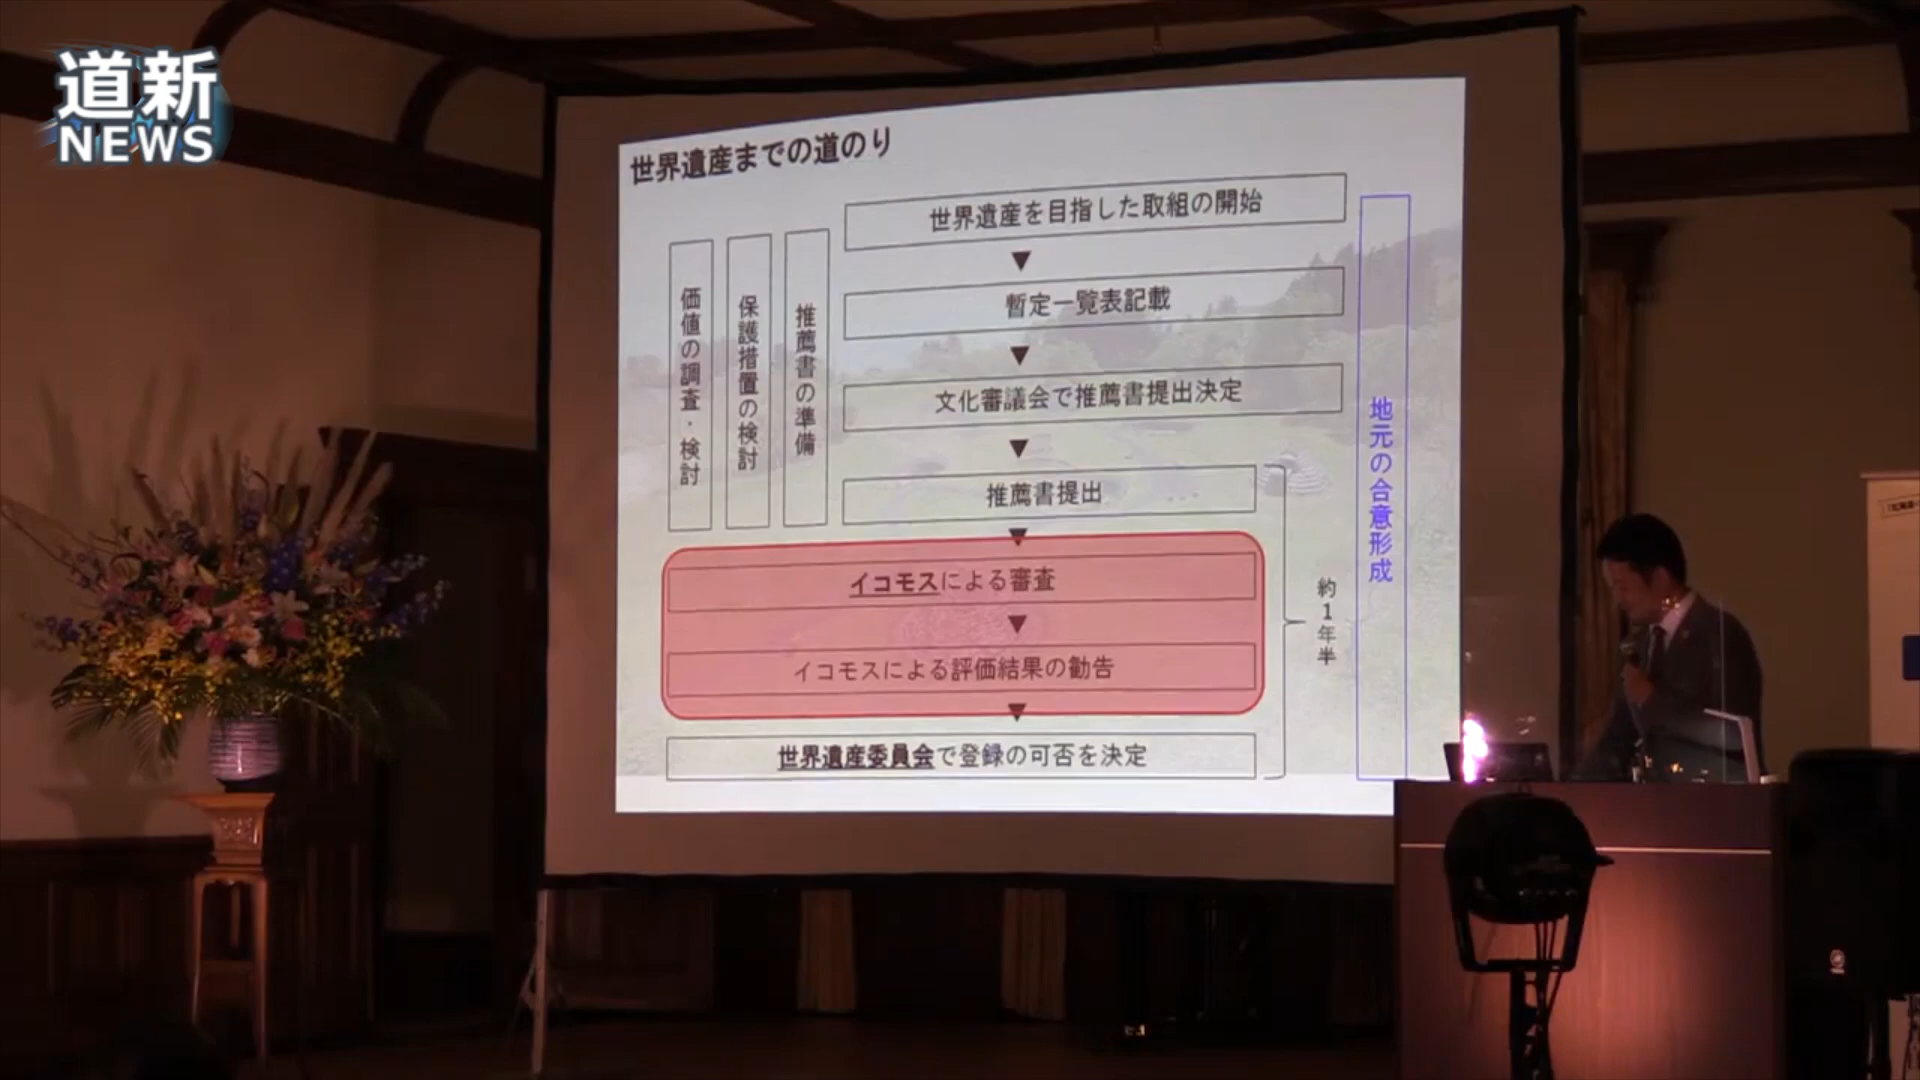 道新
NEWS
世界遺産までの道のり
世界遺産を目指した取組の開始
暫定一覧表記載
文化審議会で推薦書提出決定
推薦書提出
価値の調査・検討
保護措置の検討
推薦書の準備
イコモスによる審査
イコモスによる評価結果の勧告
世界遺産委員会で登録の可否を決定
約1年半
地元の合意形成